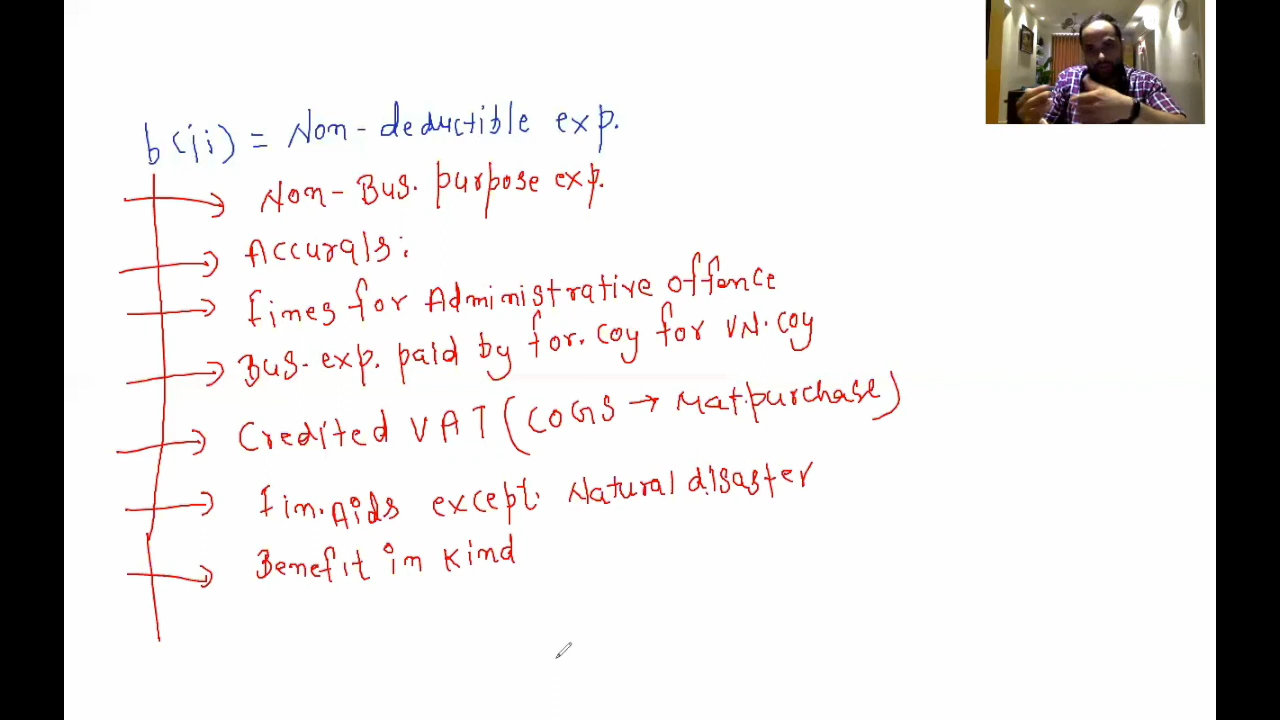 b(ii) = Non-deductible exp.
Non-Bus. purpose exp.
Accurals:
Fines for Administrative offence
Bus. exp. paid by for. coy for VN. coy
Credited VAT (COGS → Mat. purchase)
Fin. Aids except. Natural disaster
Benefit in kind